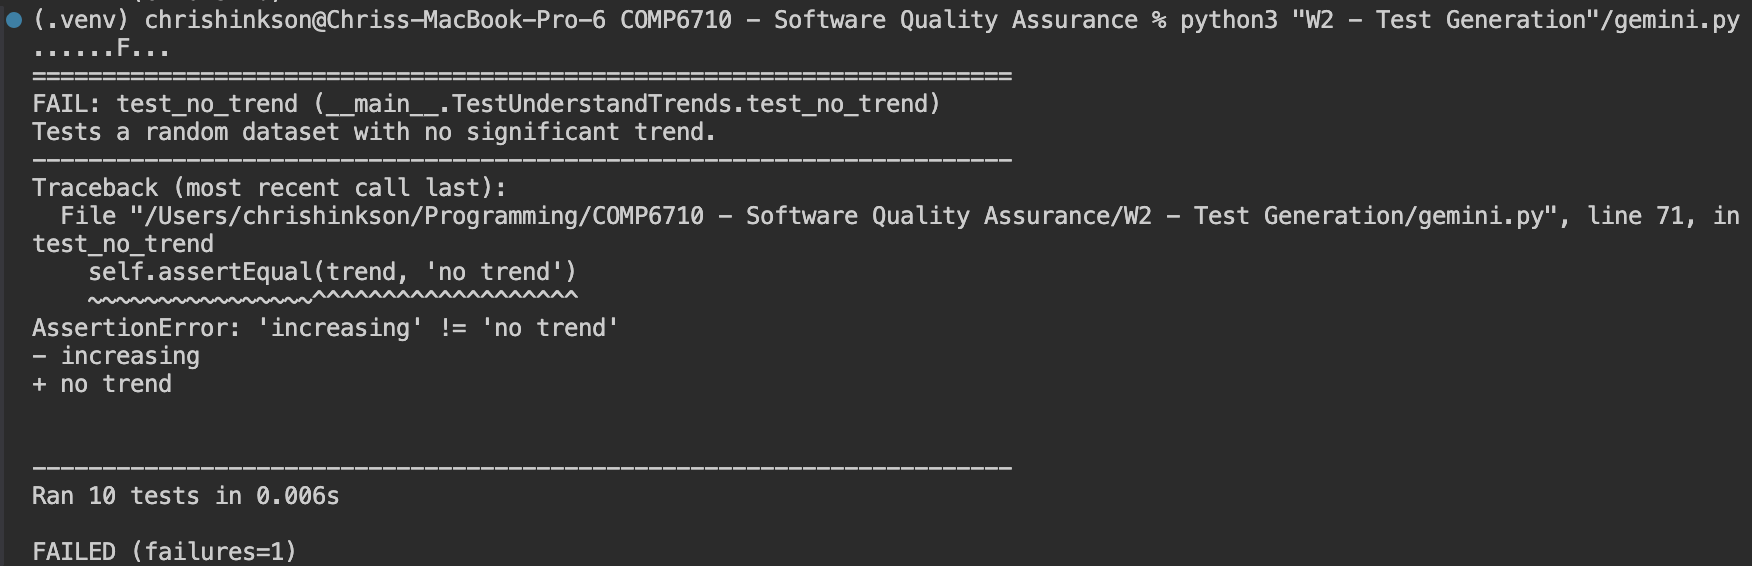 (.venv) chrishinkson@Chriss-MacBook-Pro-6 COMP6710 - Software Quality Assurance % python3 "W2 - Test Generation"/gemini.py
......F...
======================================================================
FAIL: test_no_trend (__main__.TestUnderstandTrends.test_no_trend)
Tests a random dataset with no significant trend.
----------------------------------------------------------------------
Traceback (most recent call last):
  File "/Users/chrishinkson/Programming/COMP6710 - Software Quality Assurance/W2 - Test Generation/gemini.py", line 71, in
test_no_trend
    self.assertEqual(trend, 'no trend')
    ~~~~~~~~~~~~~~~~^^^^^^^^^^^^^^^^^^^
AssertionError: 'increasing' != 'no trend'
- increasing
+ no trend
----------------------------------------------------------------------
Ran 10 tests in 0.006s
FAILED (failures=1)